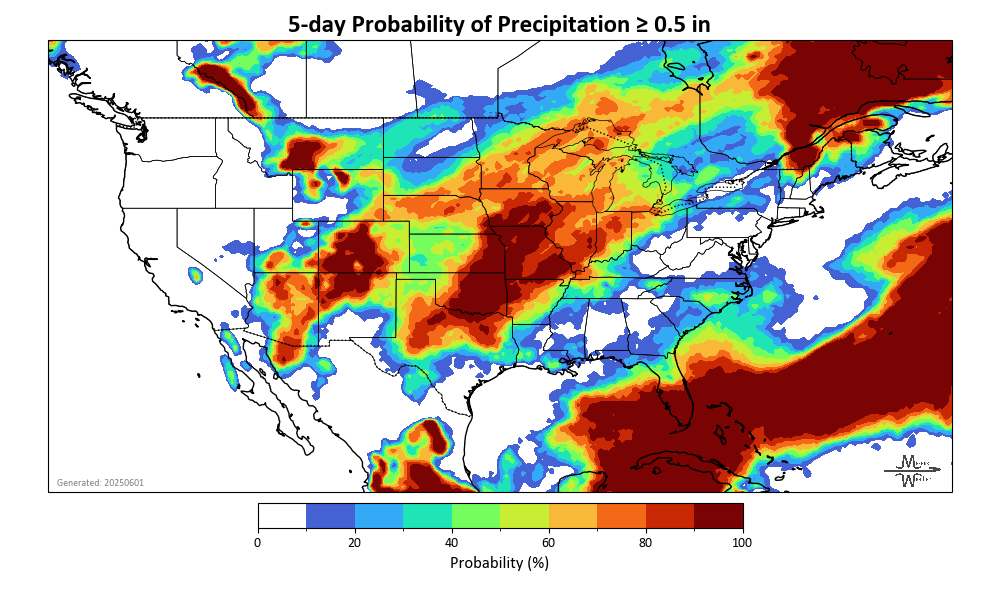 5-day Probability of Precipitation ≥ 0.5 in
Generated: 20250601
0 20 40 60 80 100
Probability (%)